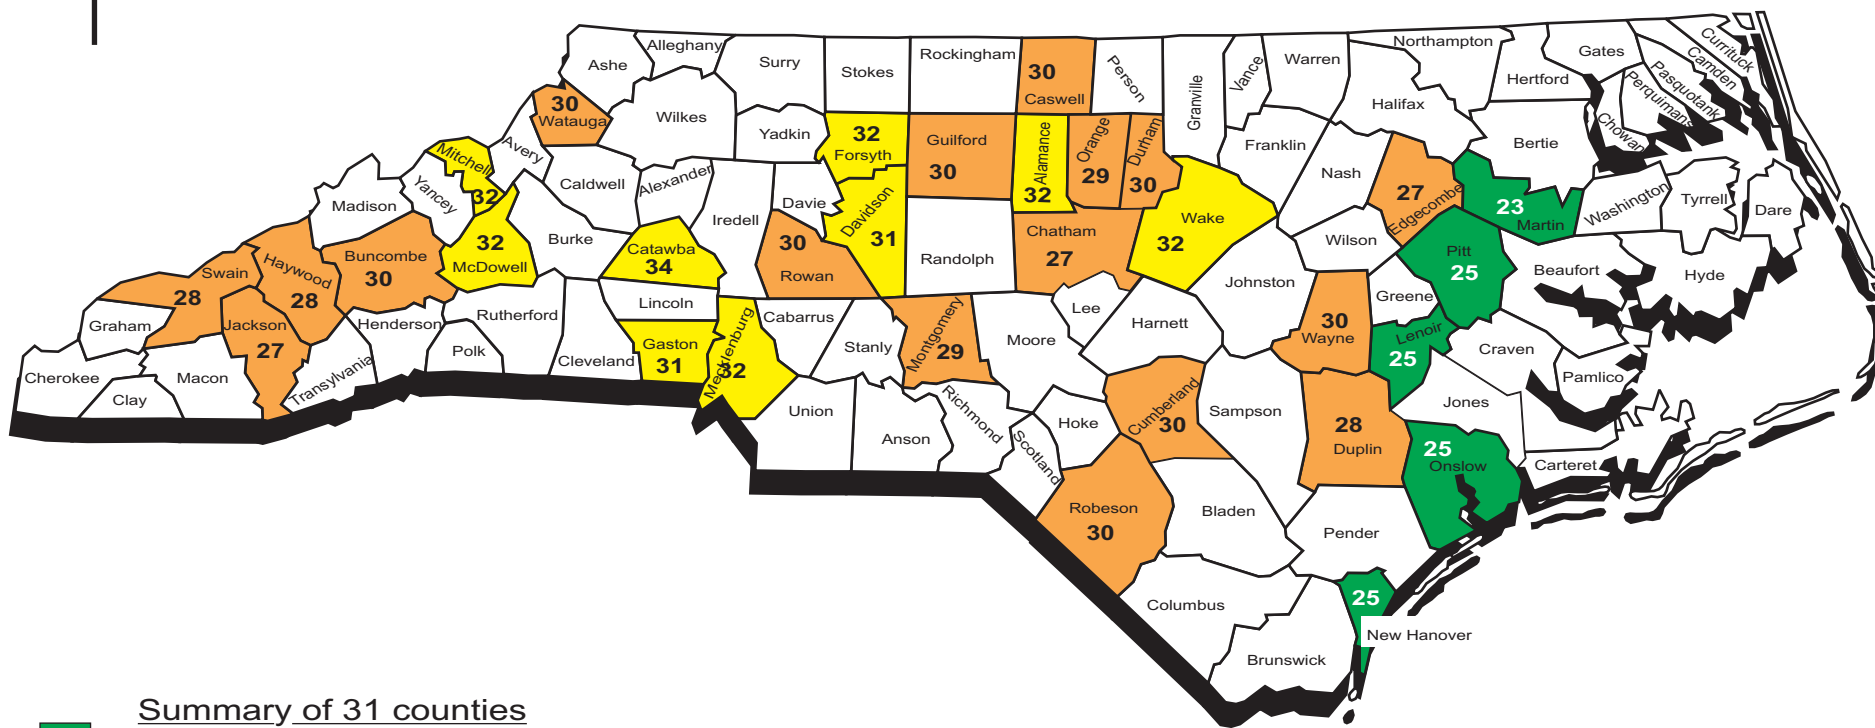 Ashe
Alleghany
Surry
Stokes
Rockingham
30
Caswell
Person
Granville
Vance
Warren
Northampton
Halifax
Hertford
Gates
Currituck
Camden
Pasquotank
Perquimans
Chowan
Bertie
30
Watauga
Wilkes
Yadkin
32
Forsyth
Guilford
30
Alamance
32
Orange
29
Durham
30
Franklin
Nash
27
Edgecombe
23
Martin
Washington
Tyrrell
Dare
Mitchell
32
Avery
Yancey
Caldwell
Alexander
Iredell
Davie
Davidson
31
Randolph
Chatham
27
Wake
32
Wilson
Johnston
Pitt
25
Beaufort
Hyde
Madison
Buncombe
30
32
McDowell
Burke
Catawba
34
30
Rowan
Swain
28
Haywood
28
Graham
Jackson
27
Henderson
Transylvania
Polk
Rutherford
Cleveland
Lincoln
Gaston
31
Mecklenburg
32
Cabarrus
Stanly
Montgomery
29
Moore
Lee
Harnett
30
Wayne
Greene
Lenoir
25
Craven
Pamlico
Cherokee
Clay
Macon
Union
Anson
Richmond
Scotland
Hoke
Cumberland
30
Sampson
28
Duplin
Jones
25
Onslow
Carteret
Robeson
30
Bladen
Pender
Columbus
Brunswick
25
New Hanover
Summary of 31 counties